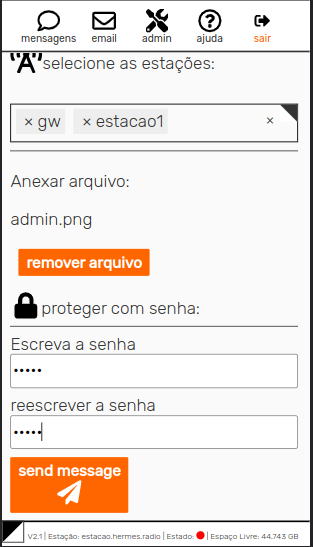 mensagens email admin ajuda sair
selecione as estações:
× gw × estacao1 ×
Anexar arquivo:
admin.png
remover arquivo
proteger com senha:
Escreva a senha
•••••
reescrever a senha
•••••
send message
V2.1 | Estação: estacao.hermes.radio | Estado: | Espaço Livre: 44.743 GB